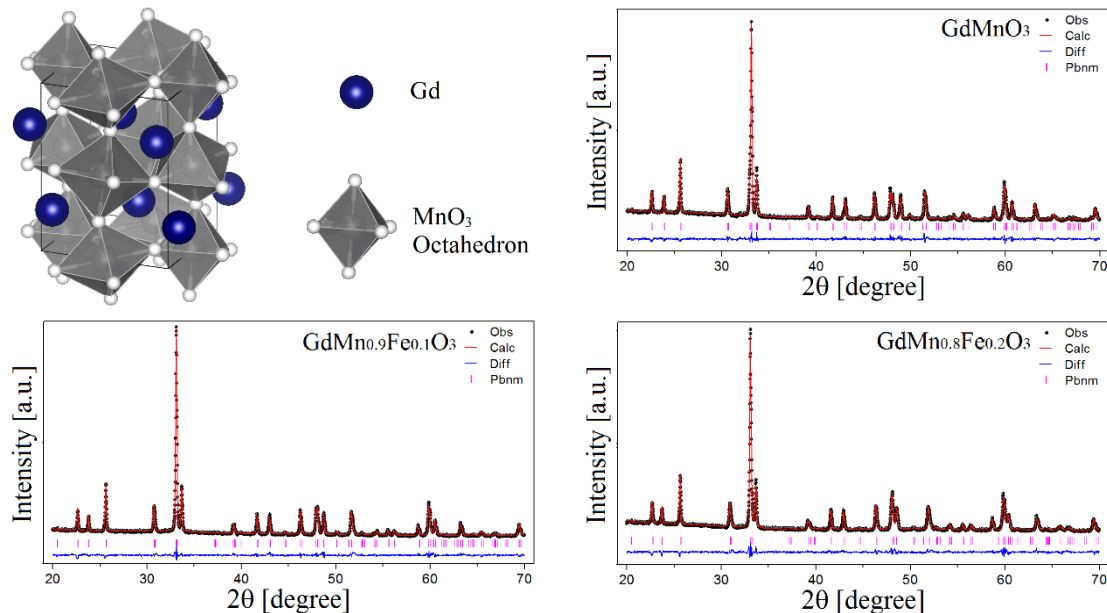 Gd
MnO₃
Octahedron
GdMnO₃
Obs
Calc
Diff
Pbnm
Intensity [a.u.]
20 30 40 50 60 70
2θ [degree]
GdMn₀.₉Fe₀.₁O₃
Obs
Calc
Diff
Pbnm
Intensity [a.u.]
20 30 40 50 60 70
2θ [degree]
GdMn₀.₈Fe₀.₂O₃
Obs
Calc
Diff
Pbnm
Intensity [a.u.]
20 30 40 50 60 70
2θ [degree]